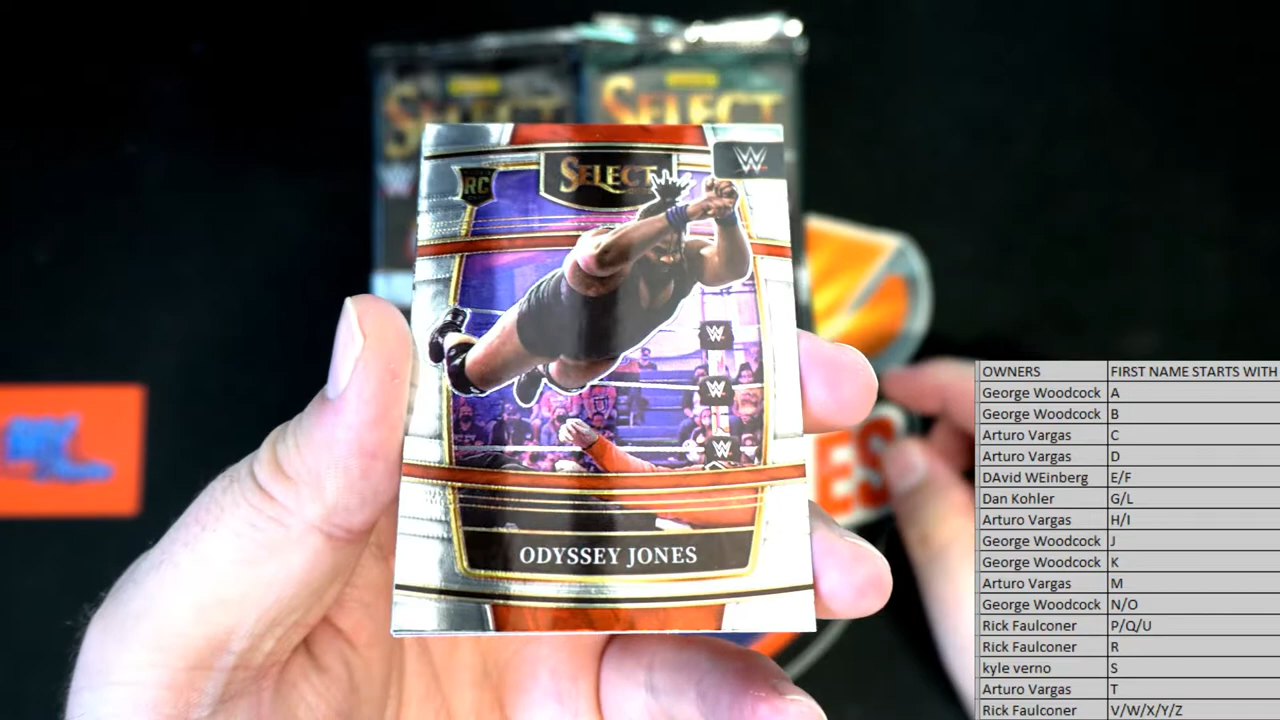 SELECT
SELECT
W
SELECT
RC
W
W
W
ODYSSEY JONES
ES
OWNERS FIRST NAME STARTS WITH
George Woodcock A
George Woodcock B
Arturo Vargas C
Arturo Vargas D
DAvid WEinberg E/F
Dan Kohler G/L
Arturo Vargas H/I
George Woodcock J
George Woodcock K
Arturo Vargas M
George Woodcock N/O
Rick Faulconer P/Q/U
Rick Faulconer R
kyle verno S
Arturo Vargas T
Rick Faulconer V/W/X/Y/Z